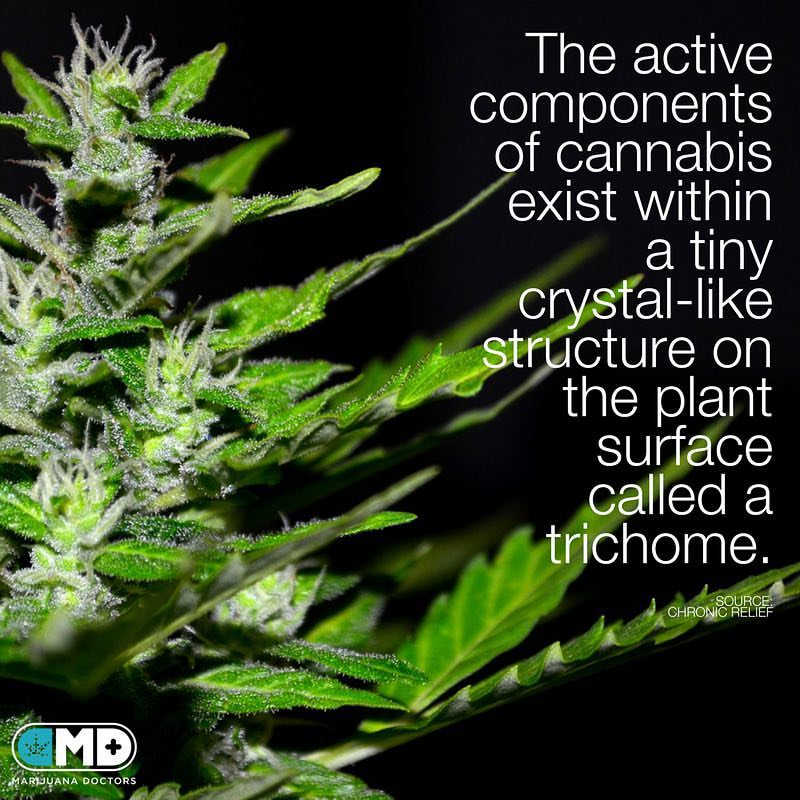 The active
components
of cannabis
exist within
a tiny
crystal-like
structure on
the plant
surface
called a
trichome.
SOURCE:
CHRONIC RELIEF
MD+
MARIJUANA DOCTORS